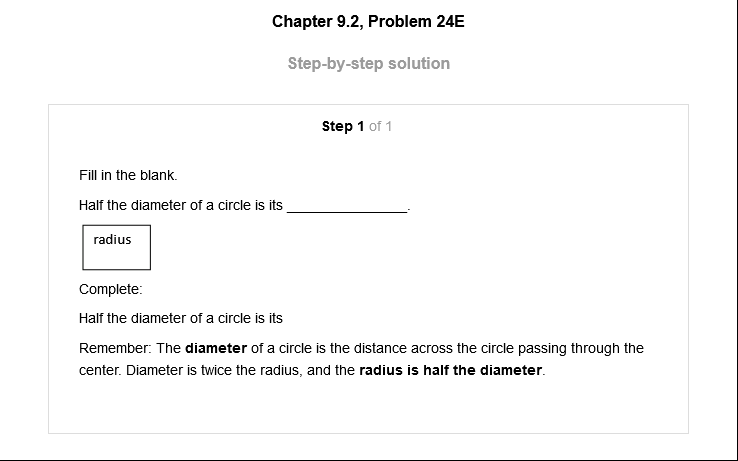 Chapter 9.2, Problem 24E
Step-by-step solution
Step 1 of 1
Fill in the blank.
Half the diameter of a circle is its ________________.
radius
Complete:
Half the diameter of a circle is its
Remember: The diameter of a circle is the distance across the circle passing through the
center. Diameter is twice the radius, and the radius is half the diameter.